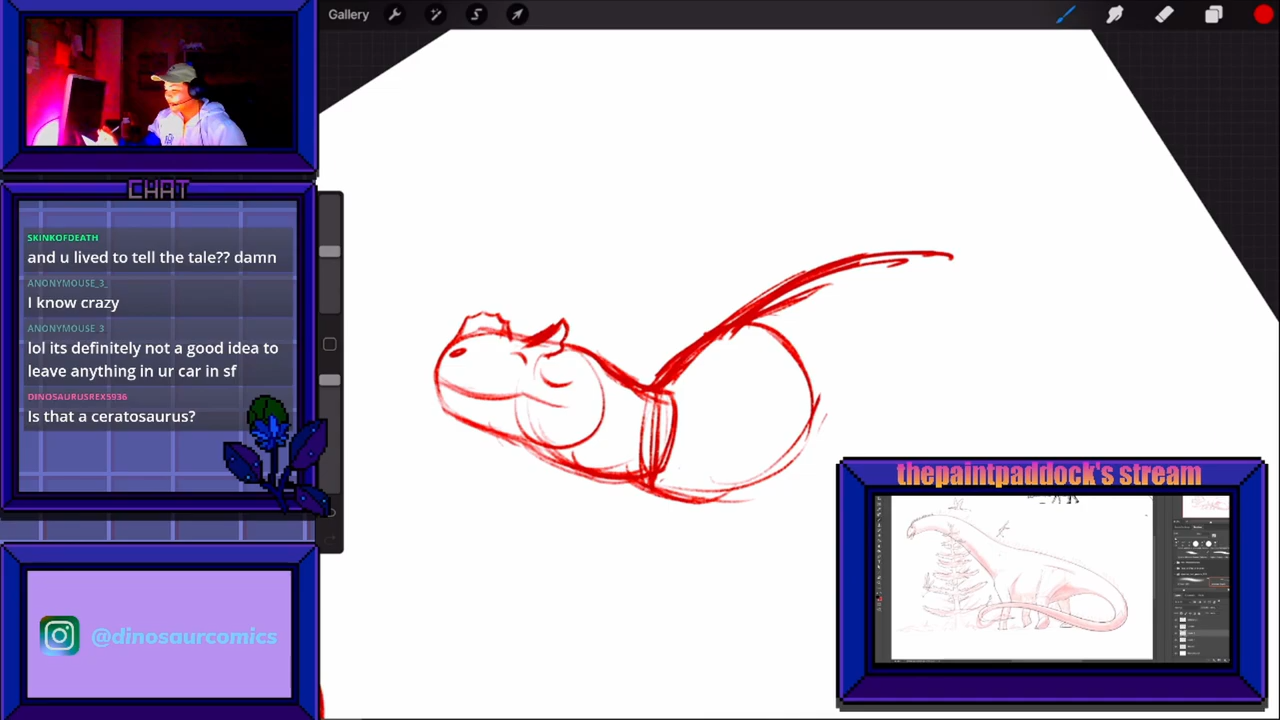 Gallery
CHAT
SKINKOFDEATH
and u lived to tell the tale?? damn
ANONYMOUSE_3_
I know crazy
ANONYMOUSE 3
lol its definitely not a good idea to
leave anything in ur car in sf
DINOSAURUSREX5936
Is that a ceratosaurus?
@dinosaurcomics
thepaintpaddock's stream